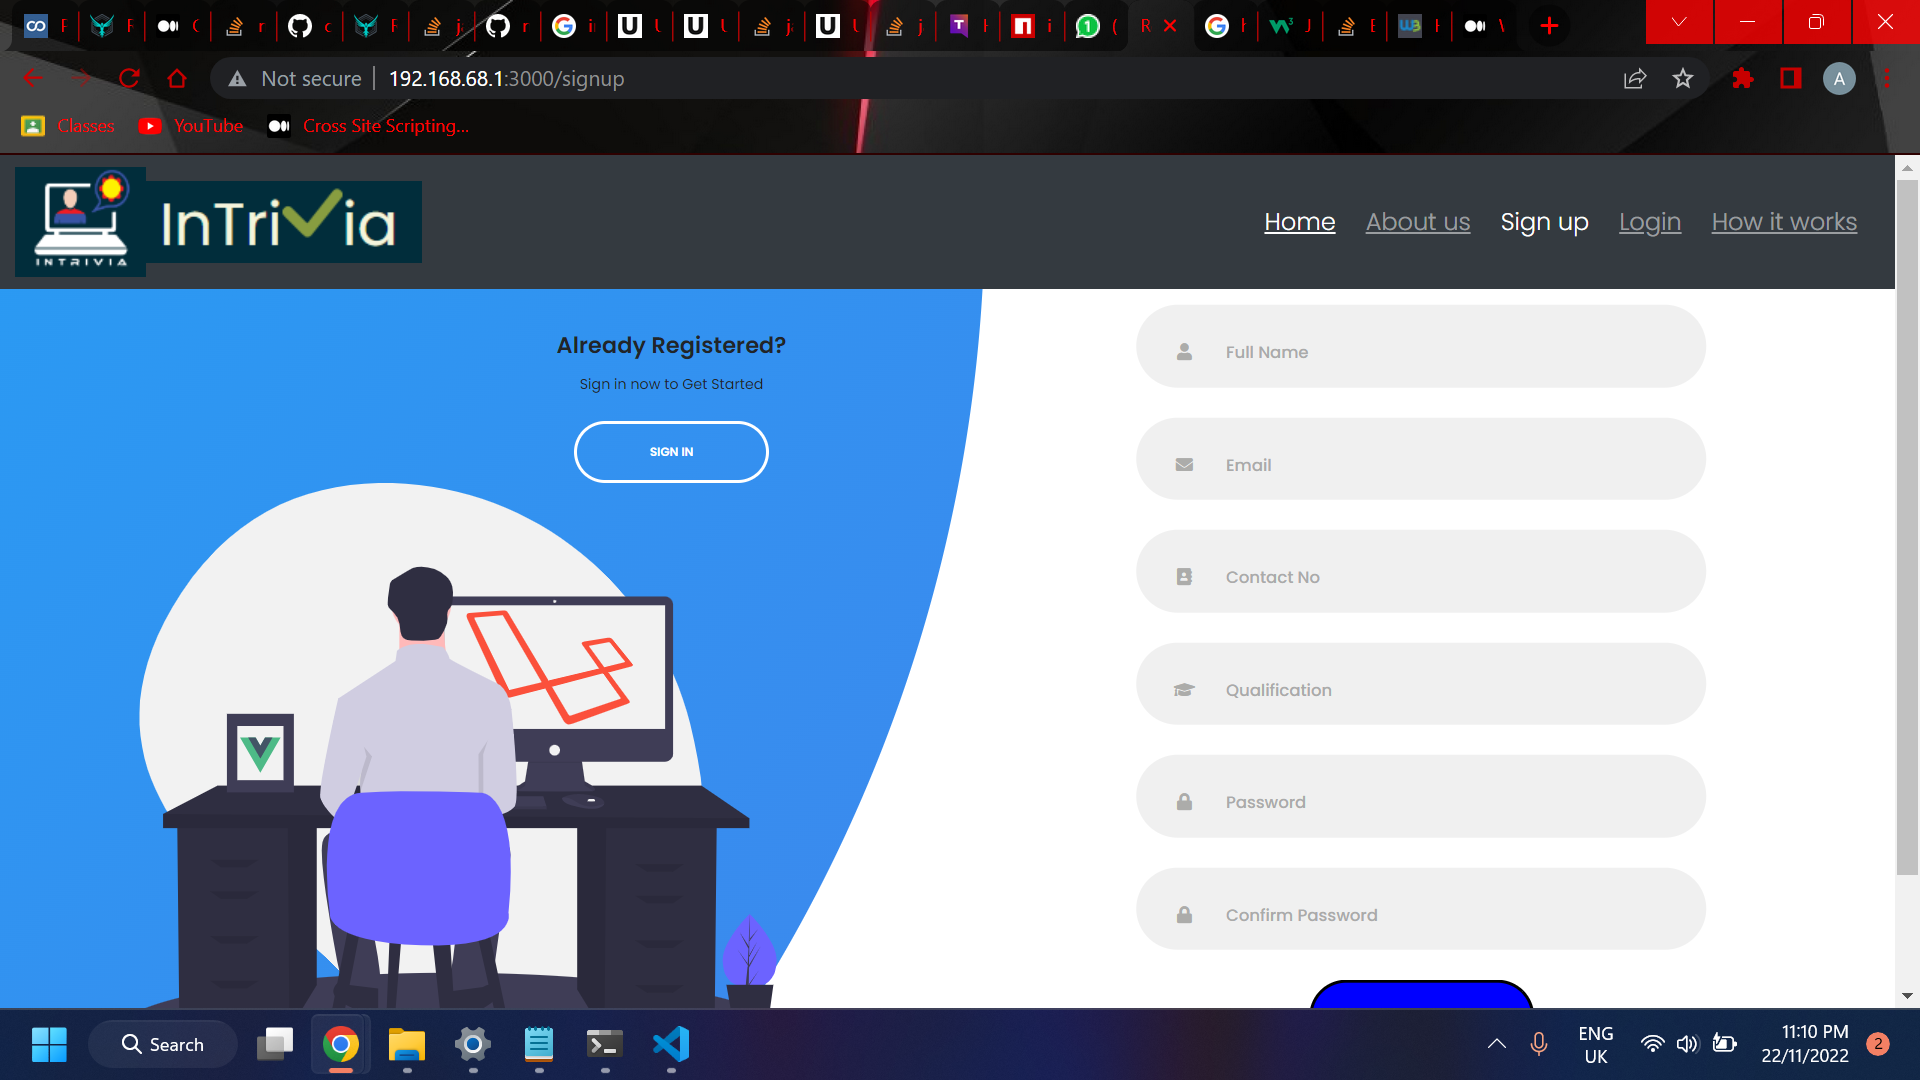 Not secure
192.168.68.1:3000/signup
A
Classes
YouTube
Cross Site Scripting...
INTRIVIA
InTrivia
Home
About us
Sign up
Login
How it works
Already Registered?
Sign in now to Get Started
SIGN IN
Full Name
Email
Contact No
Qualification
Password
Confirm Password
Search
ENG
UK
11:10 PM
22/11/2022
2